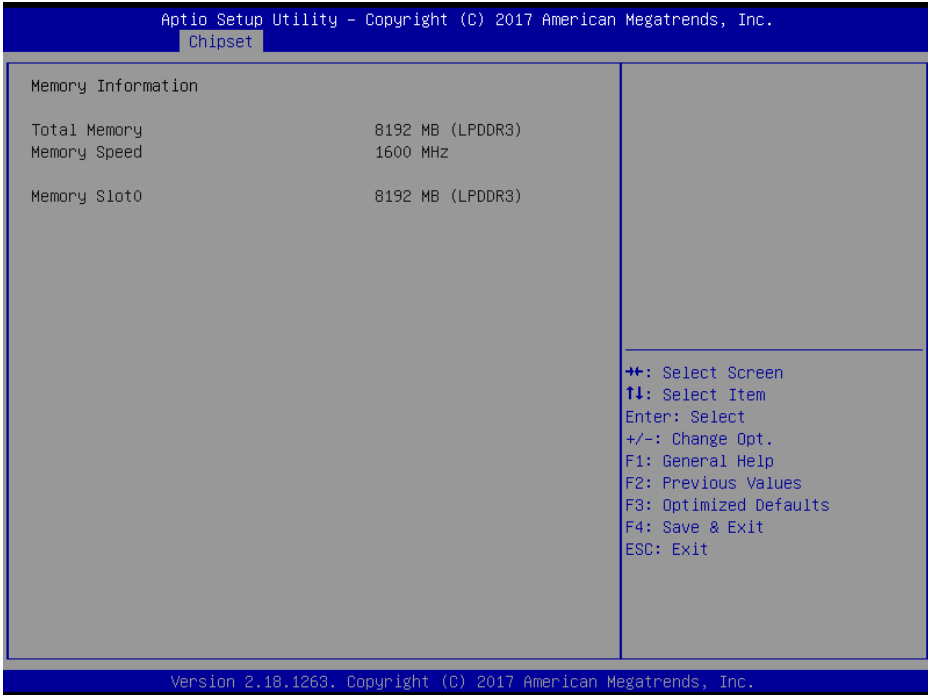 Aptio Setup Utility – Copyright (C) 2017 American Megatrends, Inc.
Chipset
Memory Information
Total Memory 8192 MB (LPDDR3)
Memory Speed 1600 MHz
Memory Slot0 8192 MB (LPDDR3)
→←: Select Screen
↑↓: Select Item
Enter: Select
+/-: Change Opt.
F1: General Help
F2: Previous Values
F3: Optimized Defaults
F4: Save & Exit
ESC: Exit
Version 2.18.1263. Copyright (C) 2017 American Megatrends, Inc.